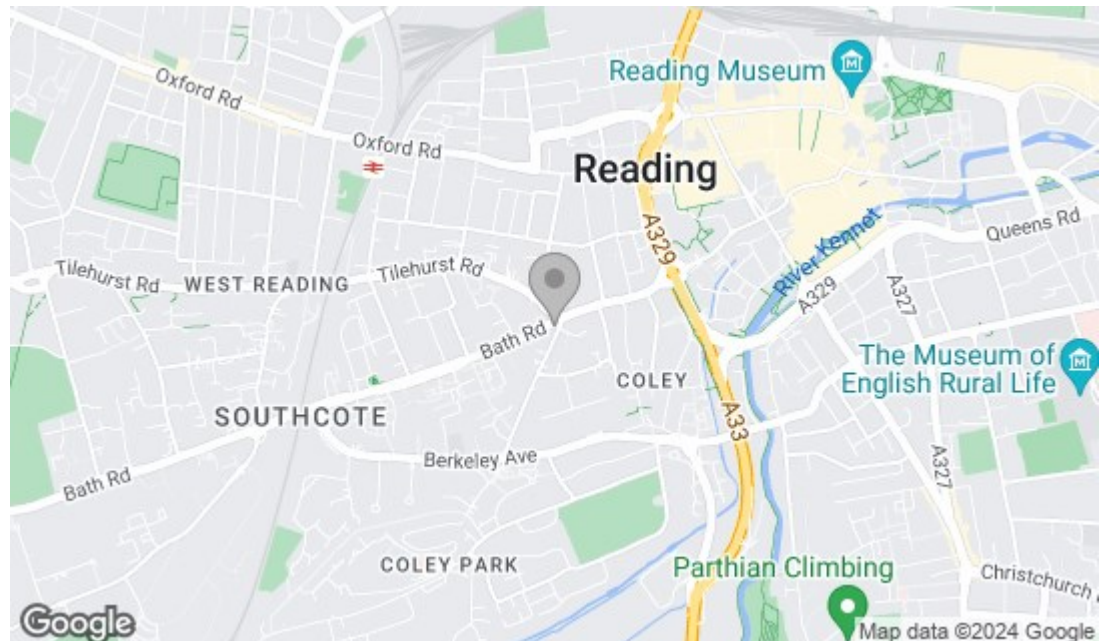 Oxford Rd
Reading Museum
Oxford Rd
Reading
A329
River Kennet
Queens Rd
Tilehurst Rd
WEST READING
Tilehurst Rd
A329
A327
Bath Rd
The Museum of
English Rural Life
COLEY
SOUTHCOTE
A33
Berkeley Ave
A327
Bath Rd
COLEY PARK
Parthian Climbing
Christchurch
Google
Map data ©2024 Google